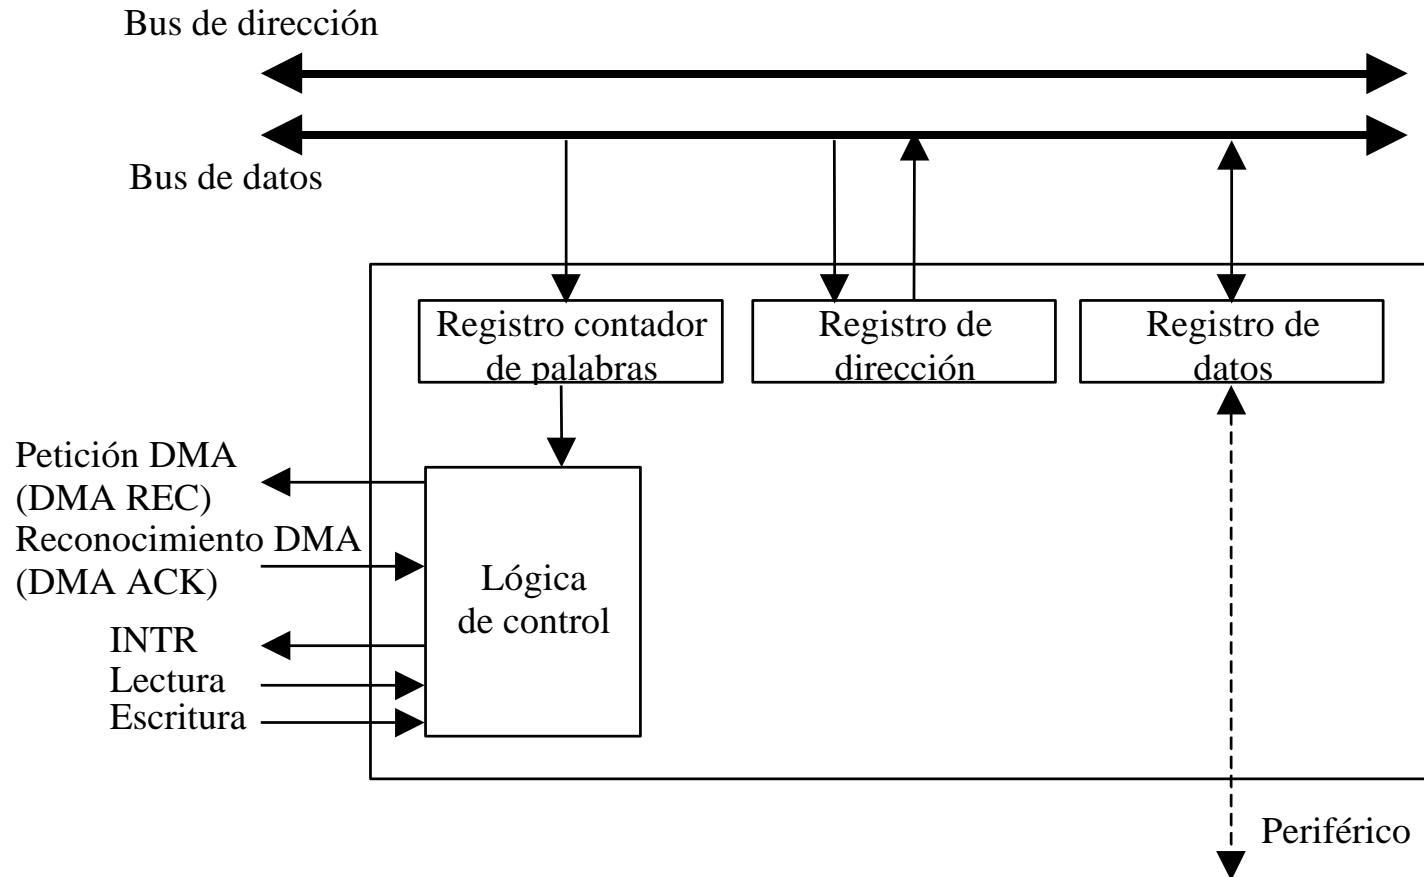 Bus de dirección
Bus de datos
Registro contador
de palabras
Registro de
dirección
Registro de
datos
Petición DMA
(DMA REC)
Reconocimiento DMA
(DMA ACK)
Lógica
de control
INTR
Lectura
Escritura
Periférico